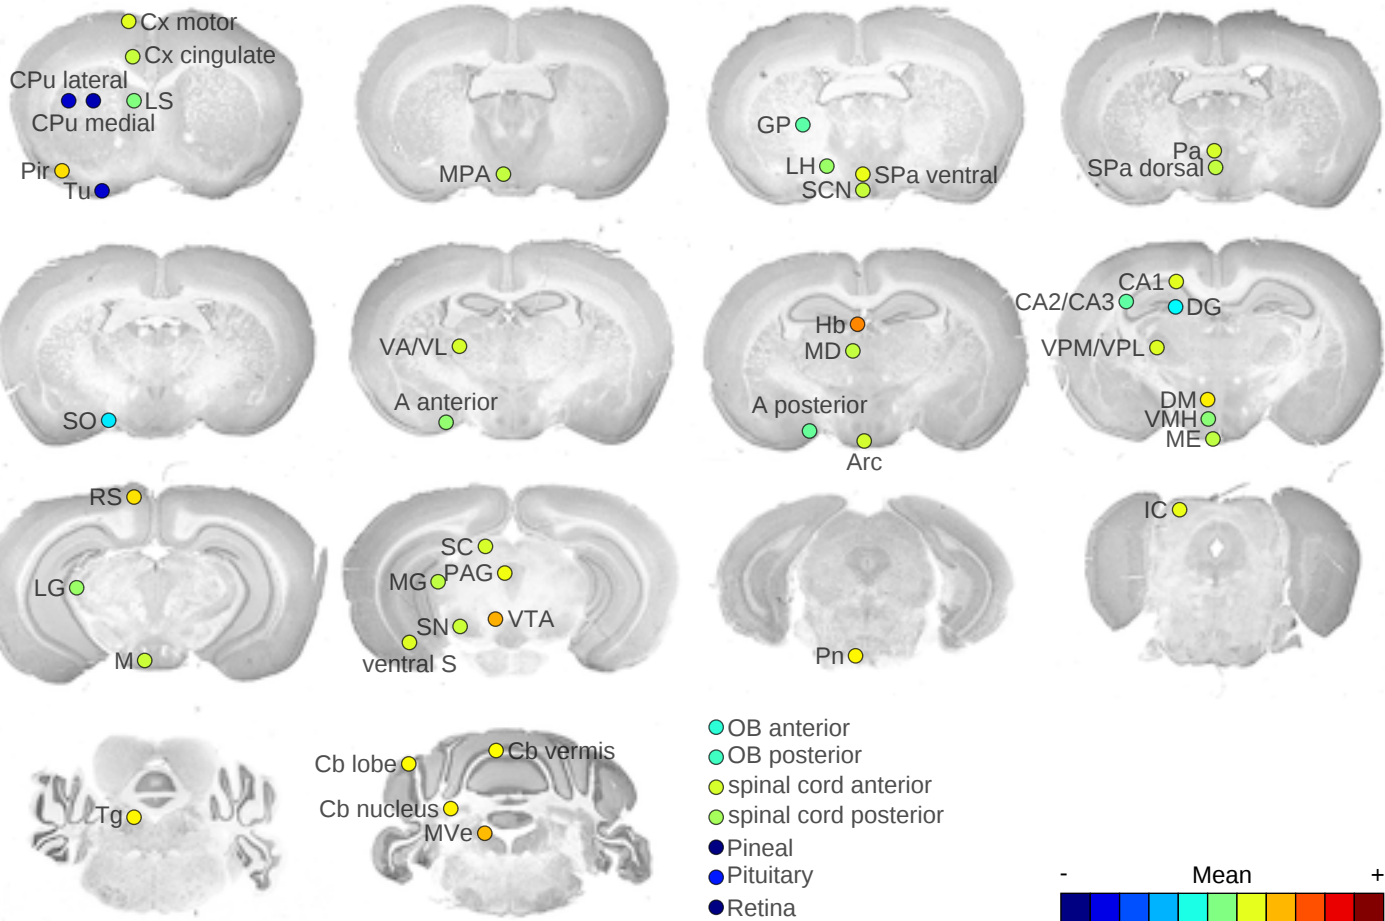 Cx motor
Cx cingulate
CPu lateral
LS
CPu medial
Pir
Tu
MPA
GP
LH
SPa ventral
SCN
Pa
SPa dorsal
SO
VA/VL
A anterior
Hb
MD
A posterior
Arc
CA1
CA2/CA3
DG
VPM/VPL
DM
VMH
ME
RS
LG
M
SC
PAG
MG
VTA
SN
ventral S
Pn
IC
Tg
Cb vermis
Cb lobe
Cb nucleus
MVe
OB anterior
OB posterior
spinal cord anterior
spinal cord posterior
Pineal
Pituitary
Retina
- Mean +